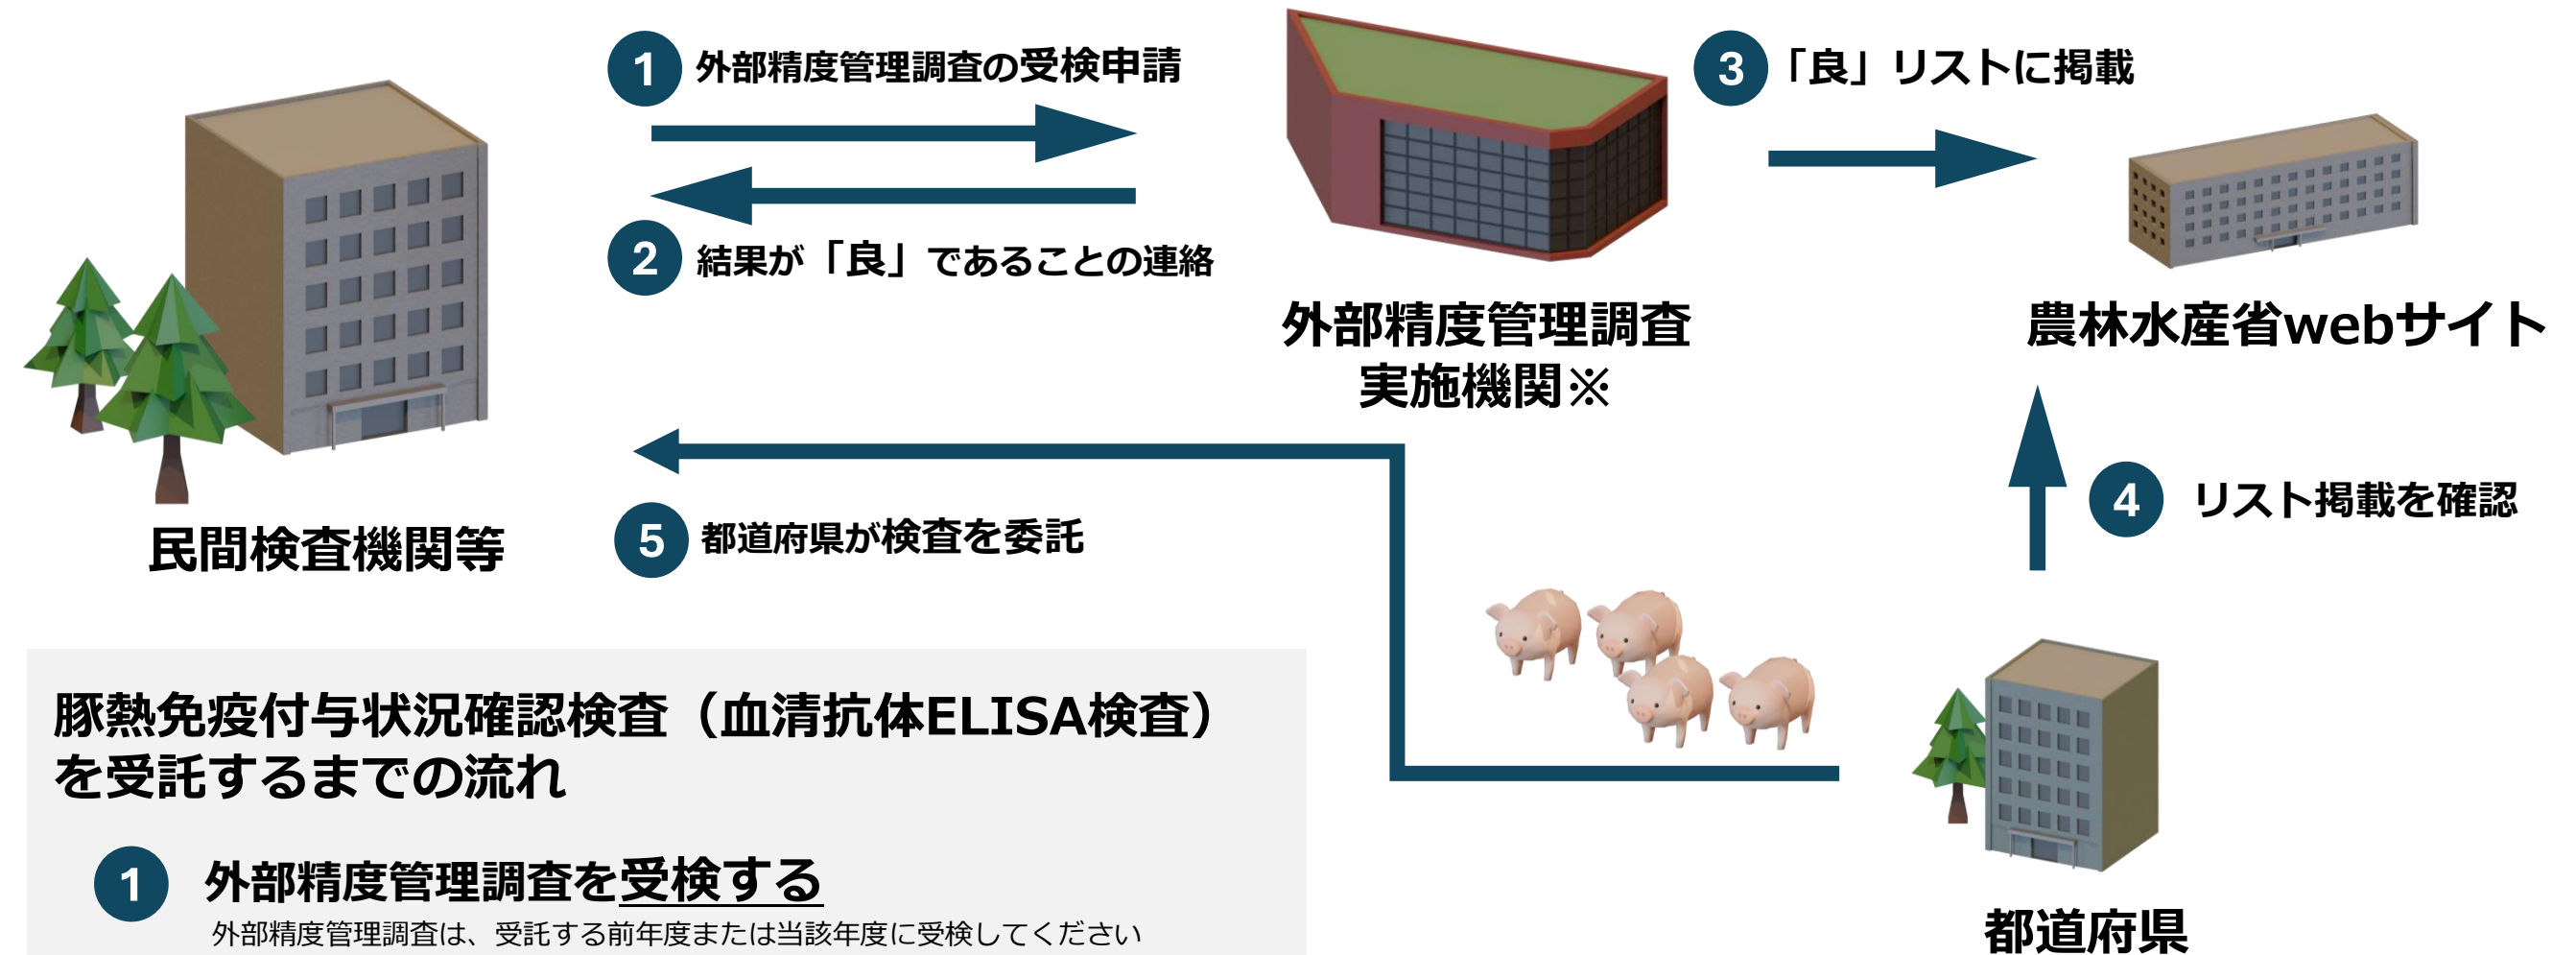 1 外部精度管理調査の受検申請
2 結果が「良」であることの連絡
3 「良」リストに掲載
外部精度管理調査
実施機関※
農林水産省webサイト
4 リスト掲載を確認
民間検査機関等
5 都道府県が検査を委託
都道府県
豚熱免疫付与状況確認検査（血清抗体ELISA検査）
を受託するまでの流れ
1 外部精度管理調査を受検する
外部精度管理調査は、受託する前年度または当該年度に受検してください